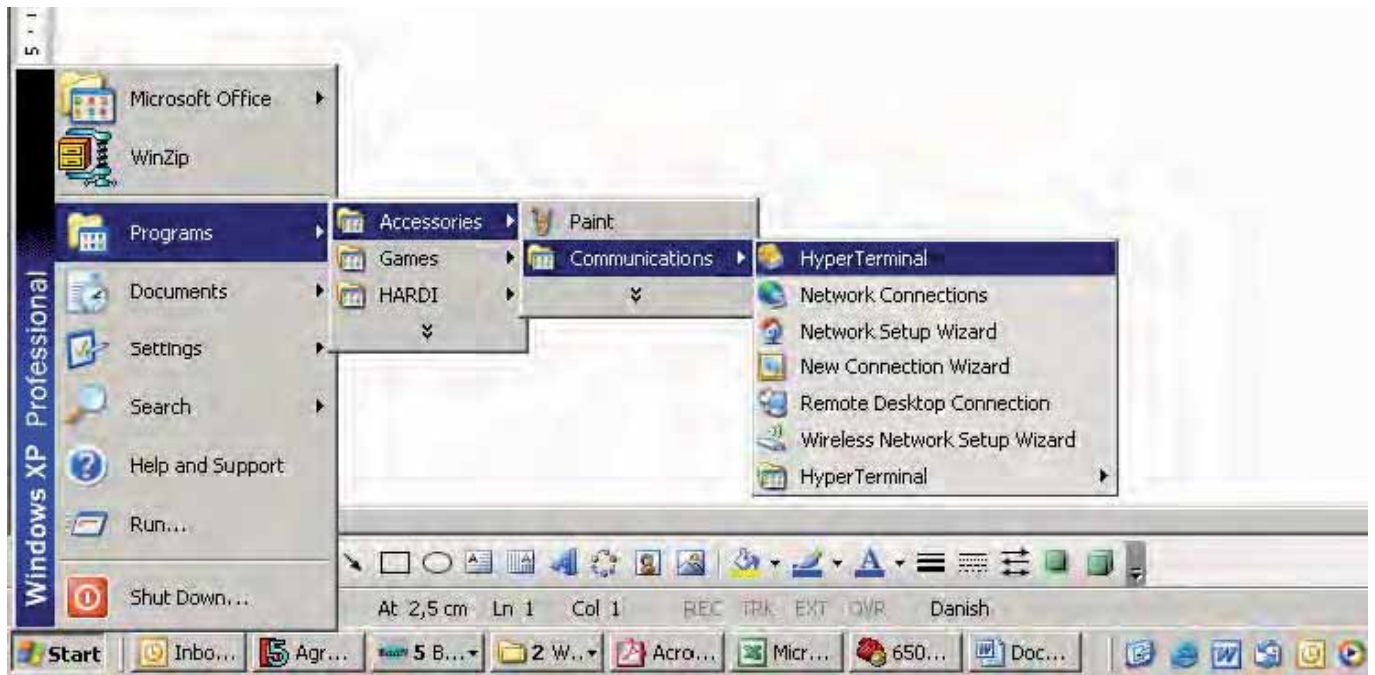 5 · 1
Microsoft Office
WinZip
Programs
Documents
Settings
Search
Help and Support
Run...
Shut Down...
Windows XP Professional
Accessories
Games
HARDI
Paint
Communications
HyperTerminal
Network Connections
Network Setup Wizard
New Connection Wizard
Remote Desktop Connection
Wireless Network Setup Wizard
HyperTerminal
At 2,5 cm Ln 1 Col 1 REC TRK EXT OVR Danish
Start Inbo... Agr... 5 B... 2 W... Acro... Micr... 650... Doc...